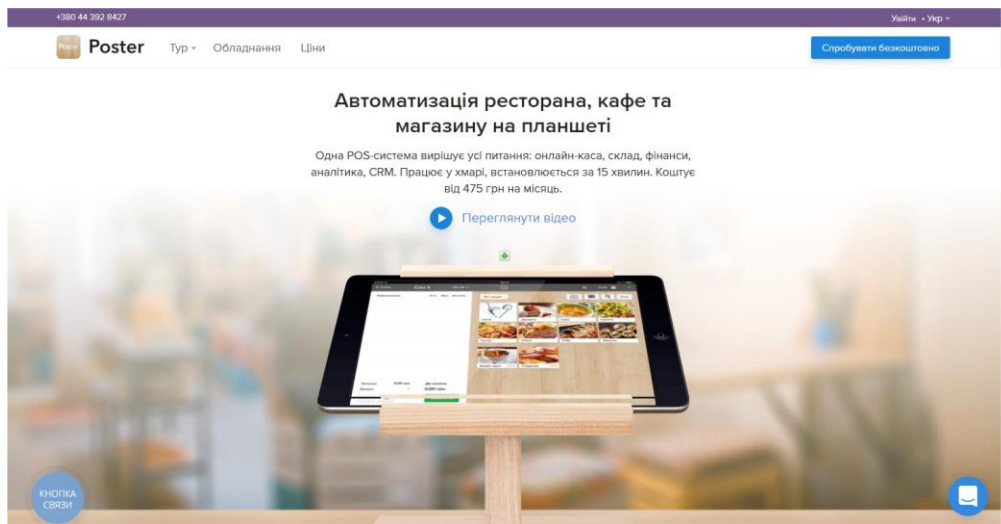 +380 44 392 8427
Увійти • Укр
Poster
Тур
Обладнання
Ціни
Спробувати безкоштовно
Автоматизація ресторана, кафе та
магазину на планшеті
Одна POS-система вирішує усі питання: онлайн-каса, склад, фінанси,
аналітика, CRM. Працює у хмарі, встановлюється за 15 хвилин. Коштує
від 475 грн на місяць.
Переглянути відео
КНОПКА
СВЯЗИ